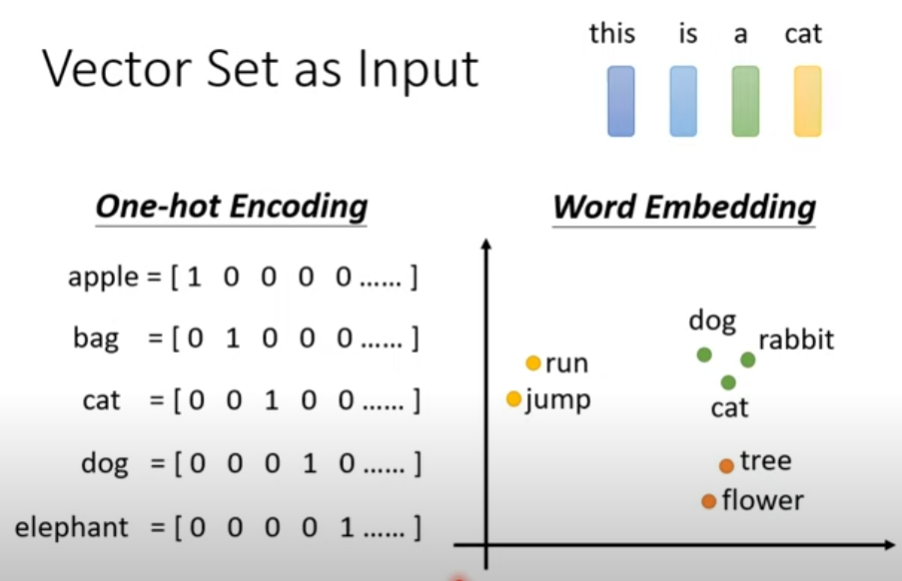 Vector Set as Input
this is a cat
One-hot Encoding
apple = [ 1 0 0 0 0 ...... ]
bag = [ 0 1 0 0 0 ...... ]
cat = [ 0 0 1 0 0 ...... ]
dog = [ 0 0 0 1 0 ...... ]
elephant = [ 0 0 0 0 1 ...... ]
Word Embedding
dog
rabbit
run
jump
cat
tree
flower